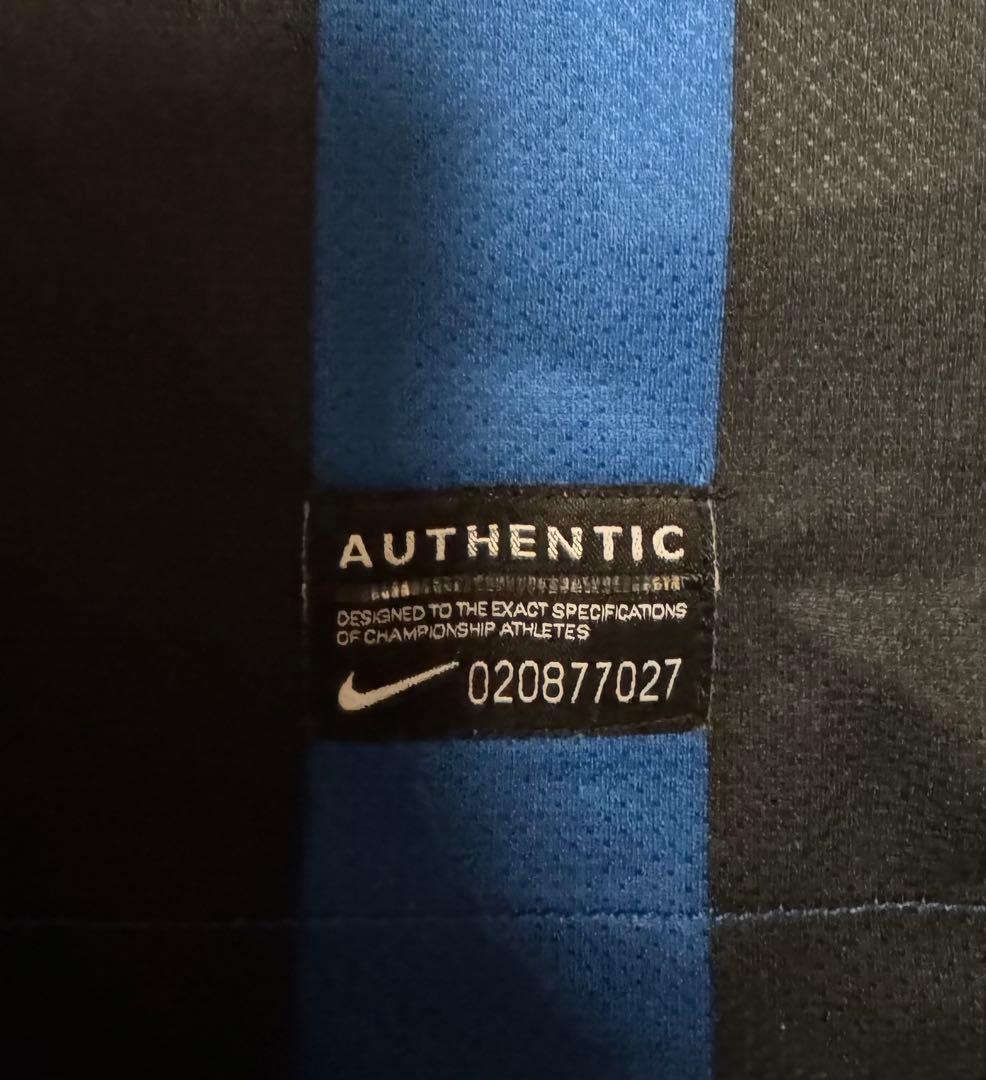 AUTHENTIC
DESIGNED TO THE EXACT SPECIFICATIONS
OF CHAMPIONSHIP ATHLETES
020877027